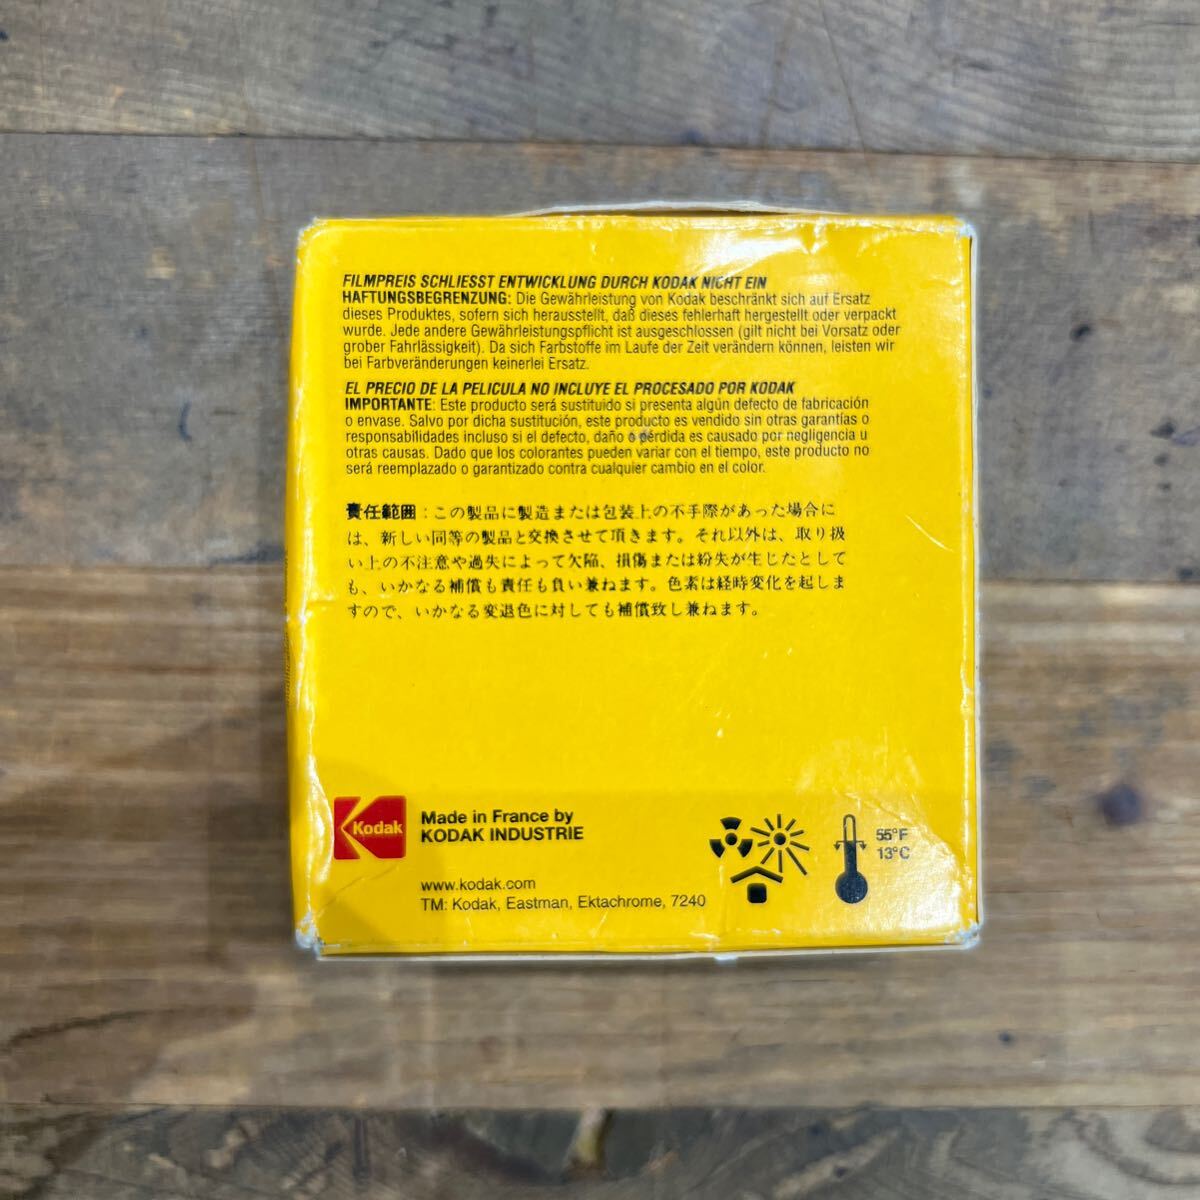 FILMPREIS SCHLIESST ENTWICKLUNG DURCH KODAK NICHT EIN
HAFTUNGSBEGRENZUNG: Die Gewährleistung von Kodak beschränkt sich auf Ersatz
dieses Produktes, sofern sich herausstellt, daß dieses fehlerhaft hergestellt oder verpackt
wurde. Jede andere Gewährleistungspflicht ist ausgeschlossen (gilt nicht bei Vorsatz oder
grober Fahrlässigkeit). Da sich Farbstoffe im Laufe der Zeit verändern können, leisten wir
bei Farbveränderungen keinerlei Ersatz.
EL PRECIO DE LA PELICULA NO INCLUYE EL PROCESADO POR KODAK
IMPORTANTE: Este producto será sustituido si presenta algún defecto de fabricación
o envase. Salvo por dicha sustitución, este producto es vendido sin otras garantías o
responsabilidades incluso si el defecto, daño o pérdida es causado por negligencia u
otras causas. Dado que los colorantes pueden variar con el tiempo, este producto no
será reemplazado o garantizado contra cualquier cambio en el color.
責任範囲：この製品に製造または包装上の不手際があった場合に
は、新しい同等の製品と交換させて頂きます。それ以外は、取り扱
い上の不注意や過失によって欠陥、損傷または紛失が生じたとして
も、いかなる補償も責任も負い兼ねます。色素は経時変化を起しま
すので、いかなる変退色に対しても補償致し兼ねます。
Kodak
Made in France by
KODAK INDUSTRIE
www.kodak.com
TM: Kodak, Eastman, Ektachrome, 7240
55°F
13°C